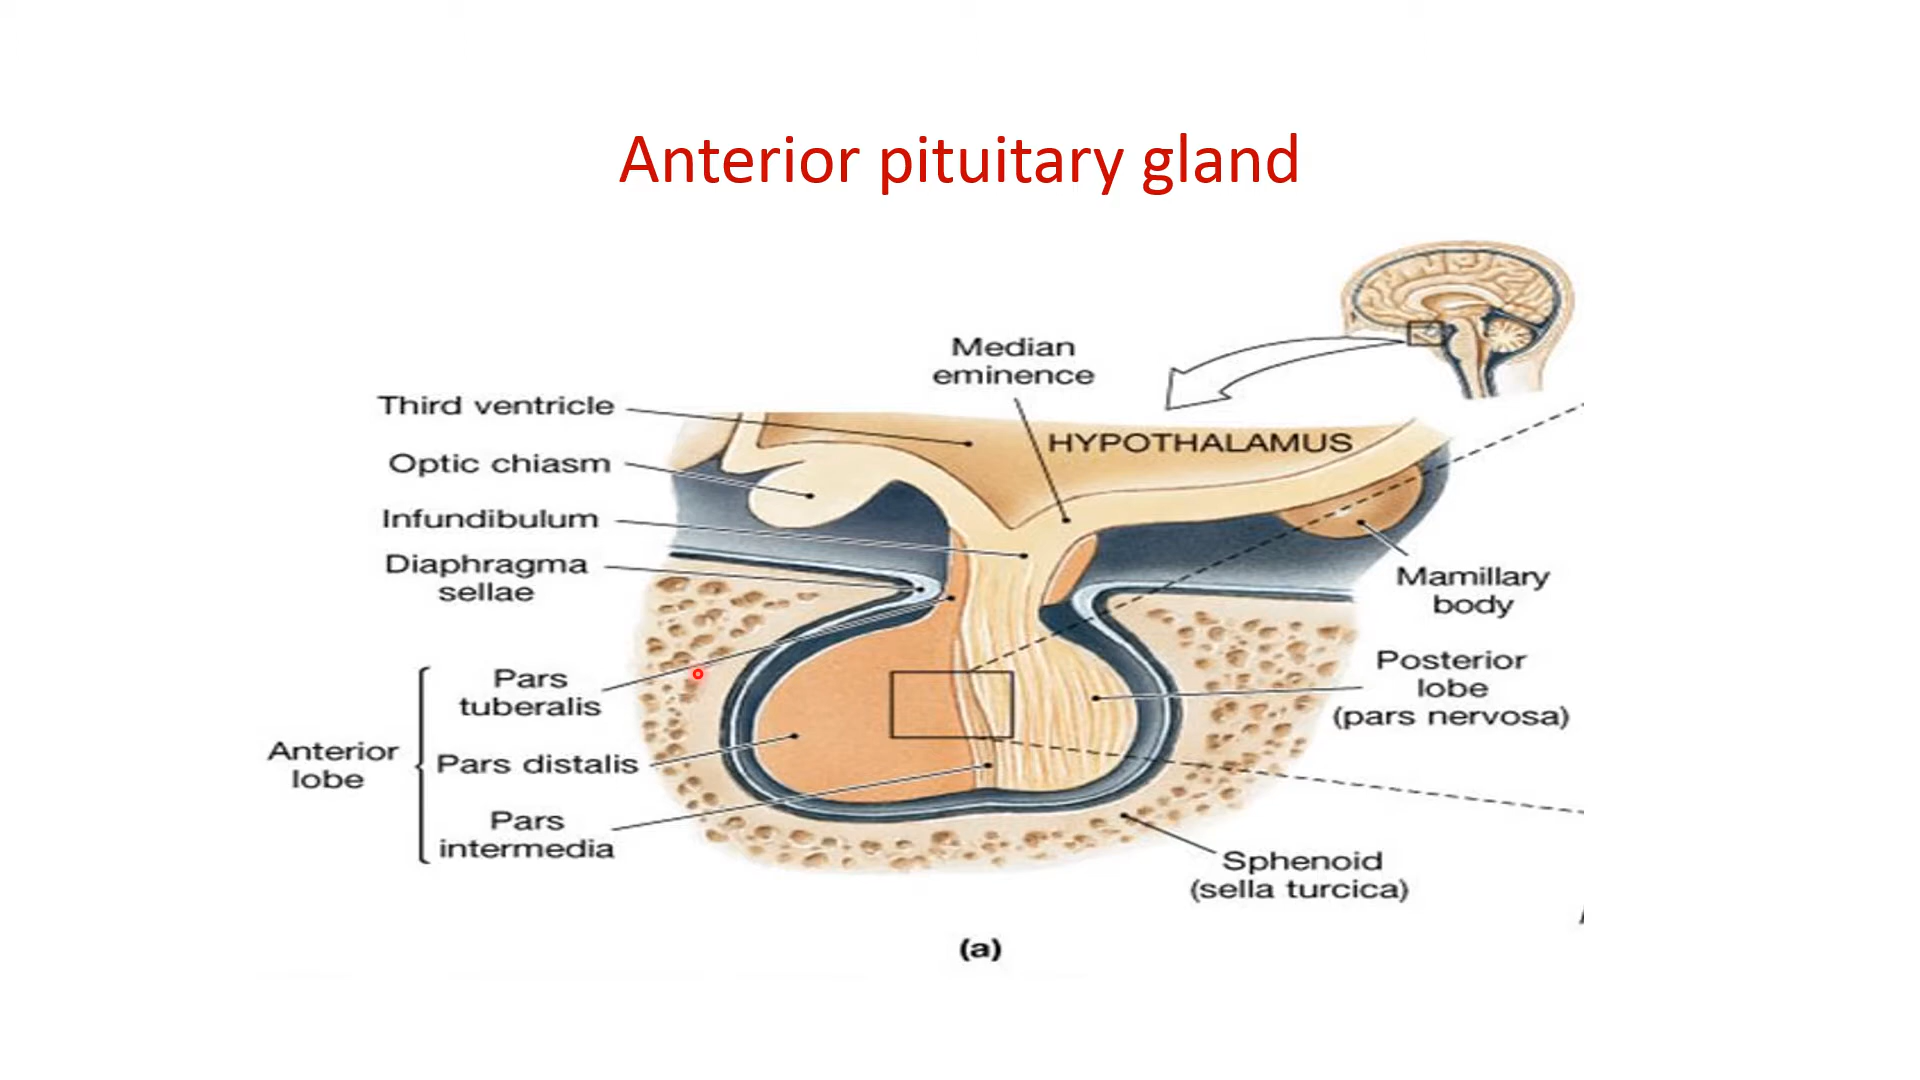 Anterior pituitary gland
Median
eminence
Third ventricle
HYPOTHALAMUS
Optic chiasm
Infundibulum
Diaphragma
sellae
Mamillary
body
Pars
tuberalis
Posterior
lobe
(pars nervosa)
Anterior
lobe
Pars distalis
Pars
intermedia
Sphenoid
(sella turcica)
(a)